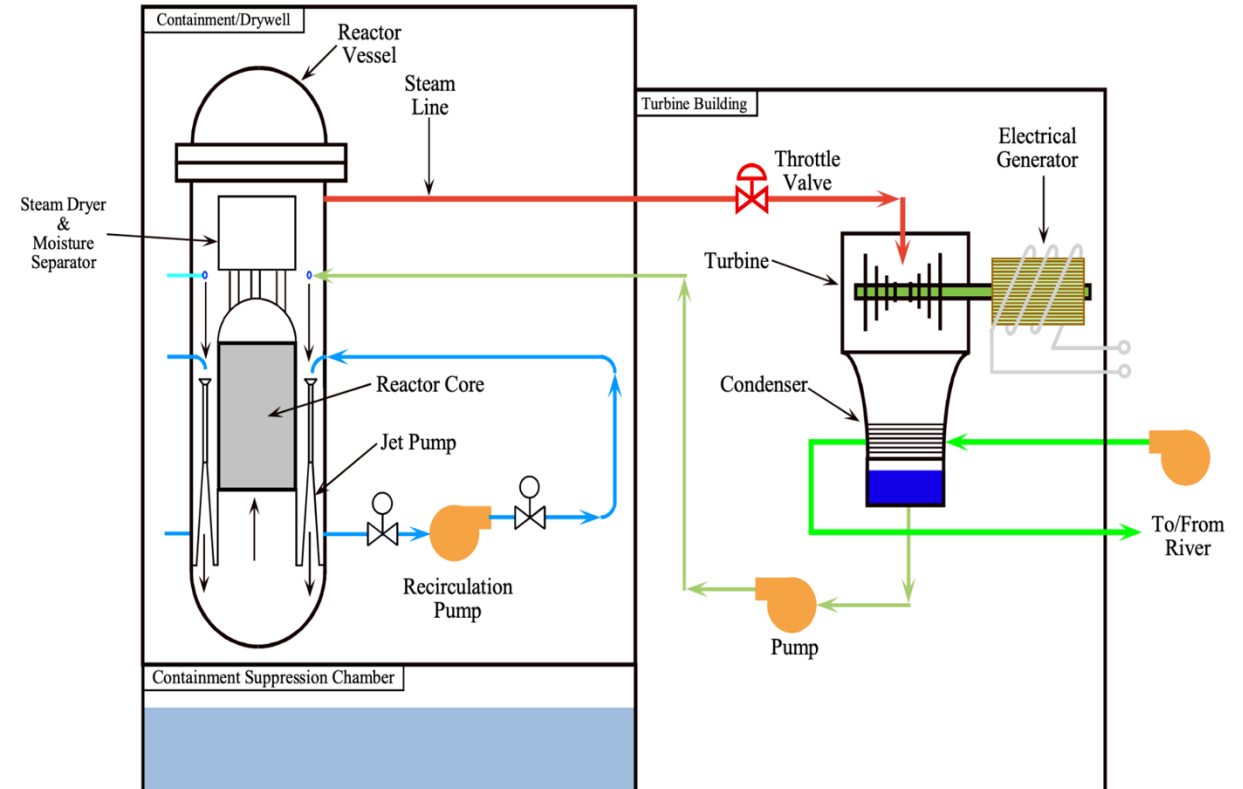 Containment/Drywell
Reactor
Vessel
Steam
Line
Turbine Building
Electrical
Generator
Throttle
Valve
Steam Dryer
&
Moisture
Separator
Turbine
Condenser
Reactor Core
Jet Pump
To/From
River
Recirculation
Pump
Pump
Containment Suppression Chamber